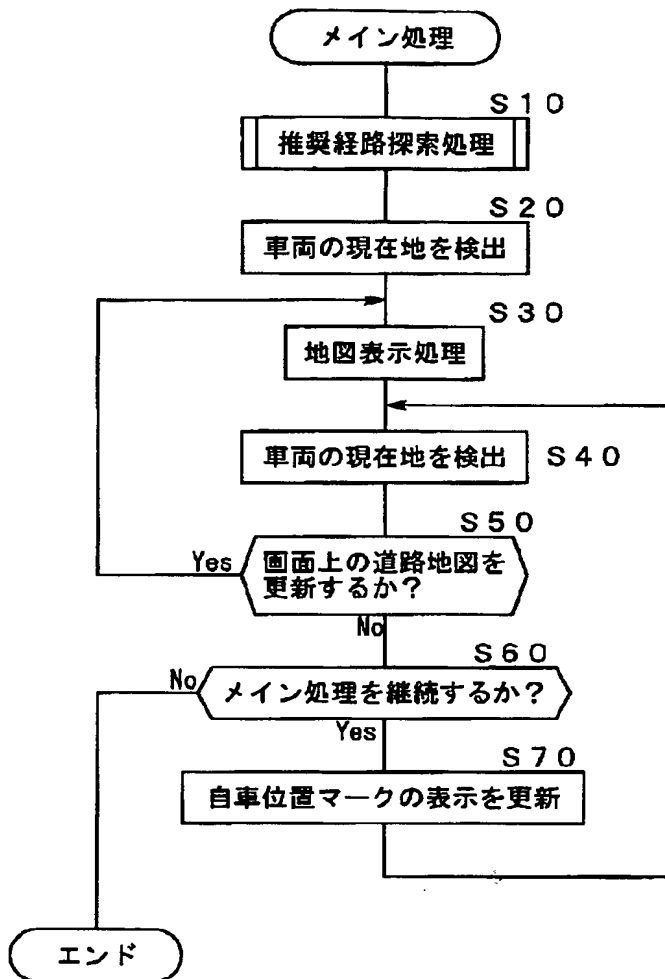 メイン処理
S10
推奨経路探索処理
S20
車両の現在地を検出
S30
地図表示処理
車両の現在地を検出 S40
S50
Yes 画面上の道路地図を
更新するか?
No
S60
No メイン処理を継続するか?
Yes
S70
自車位置マークの表示を更新
エンド